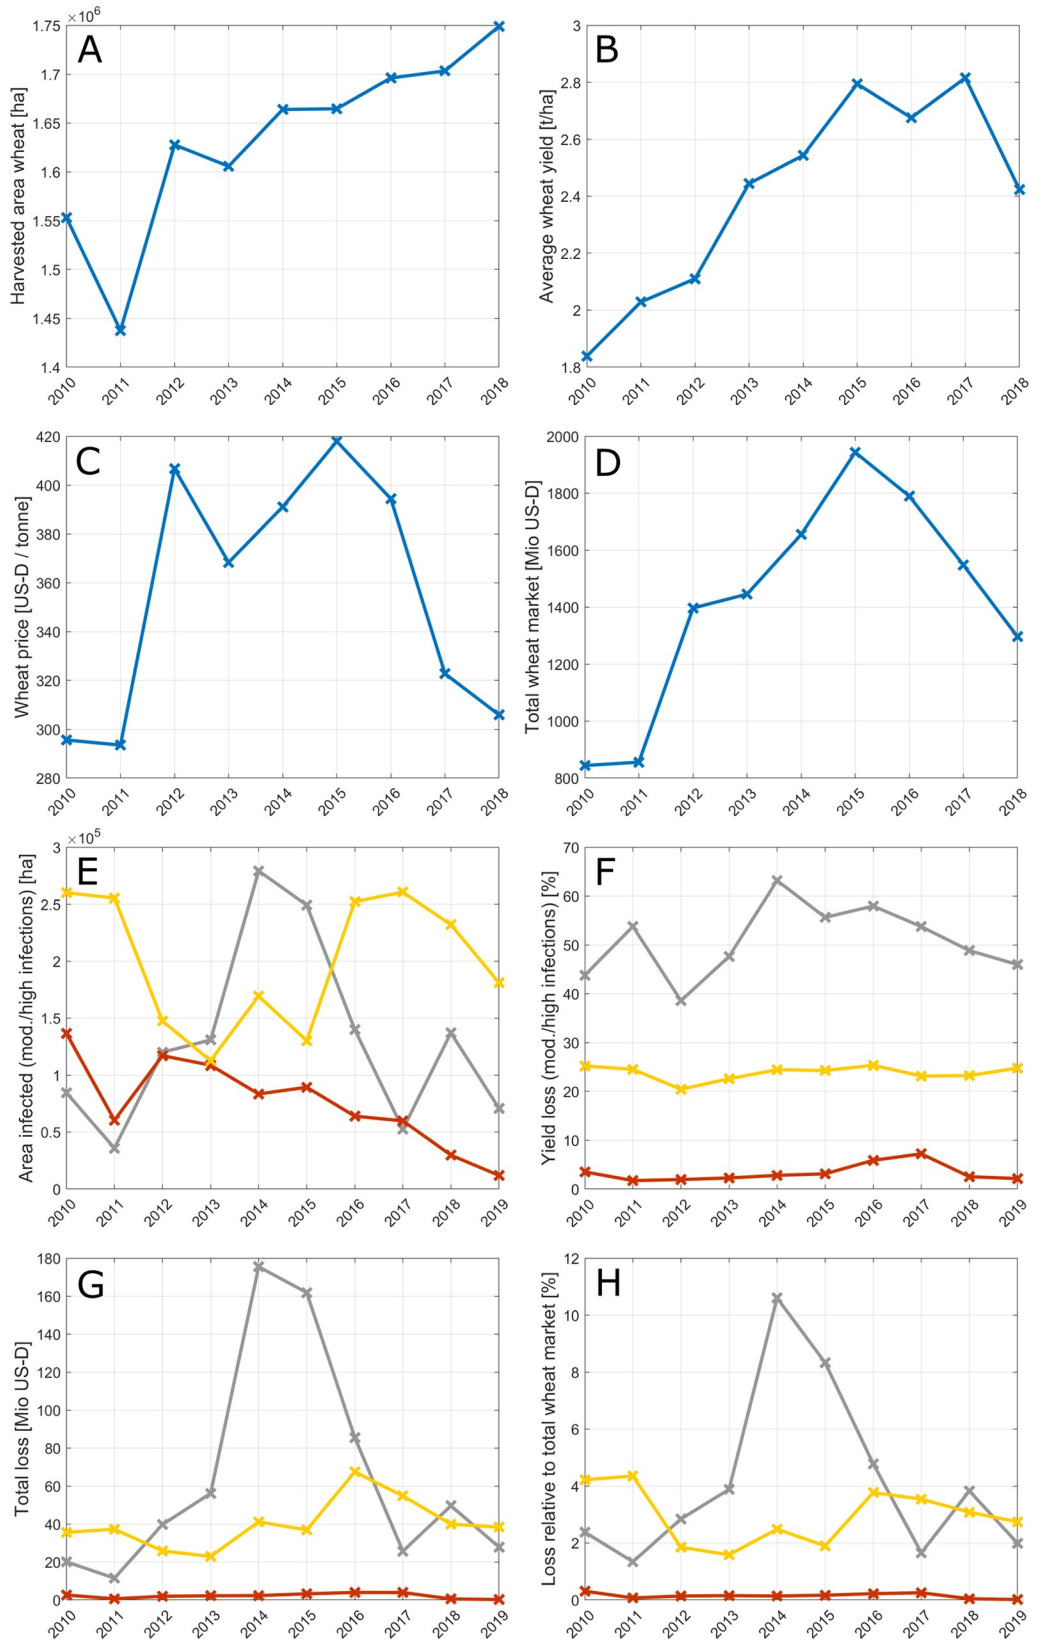 ×10⁶
A
Harvested area wheat [ha]
1.75
1.7
1.65
1.6
1.55
1.5
1.45
1.4
2010 2011 2012 2013 2014 2015 2016 2017 2018
B
Average wheat yield [t/ha]
3
2.8
2.6
2.4
2.2
2
1.8
2010 2011 2012 2013 2014 2015 2016 2017 2018
C
Wheat price [US-D / tonne]
420
400
380
360
340
320
300
280
2010 2011 2012 2013 2014 2015 2016 2017 2018
D
Total wheat market [Mio US-D]
2000
1800
1600
1400
1200
1000
800
2010 2011 2012 2013 2014 2015 2016 2017 2018
×10⁵
E
Area infected (mod./high infections) [ha]
3
2.5
2
1.5
1
0.5
0
2010 2011 2012 2013 2014 2015 2016 2017 2018 2019
F
Yield loss (mod./high infections) [%]
70
60
50
40
30
20
10
0
2010 2011 2012 2013 2014 2015 2016 2017 2018 2019
G
Total loss [Mio US-D]
180
160
140
120
100
80
60
40
20
0
2010 2011 2012 2013 2014 2015 2016 2017 2018 2019
H
Loss relative to total wheat market [%]
12
10
8
6
4
2
0
2010 2011 2012 2013 2014 2015 2016 2017 2018 2019